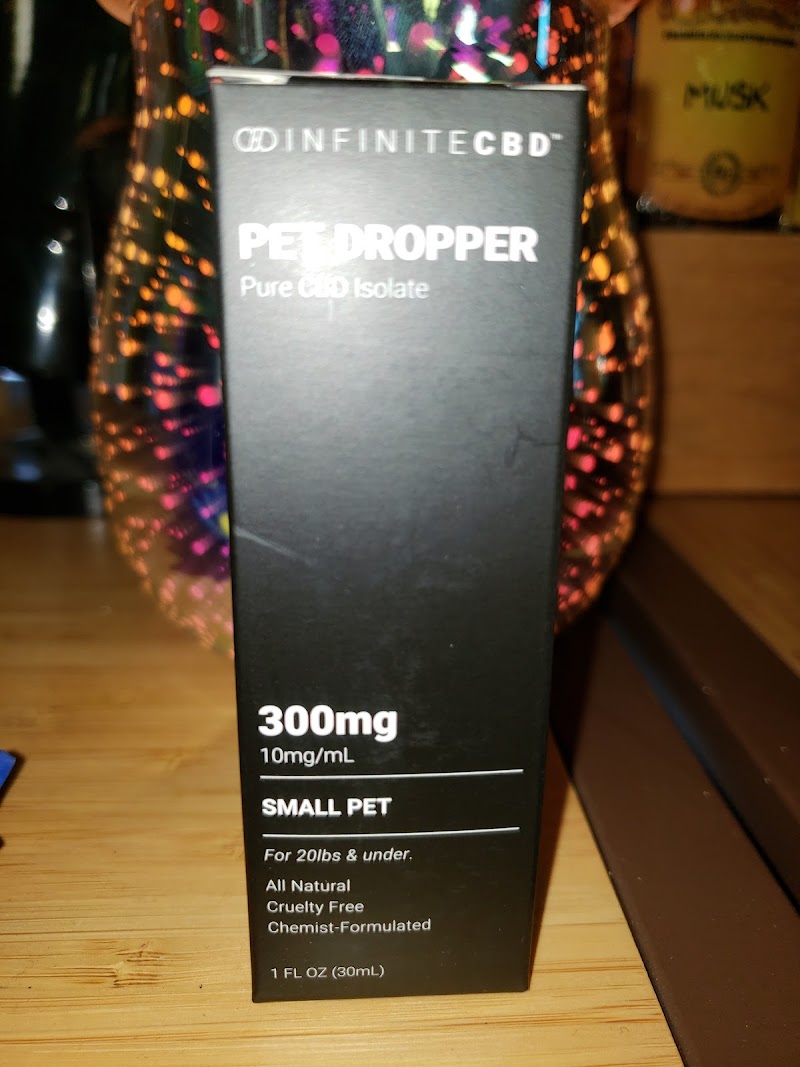 INFINITECBD™
MUSK
PET DROPPER
Pure CBD Isolate
300mg
10mg/mL
SMALL PET
For 20lbs & under.
All Natural
Cruelty Free
Chemist-Formulated
1 FL OZ (30mL)